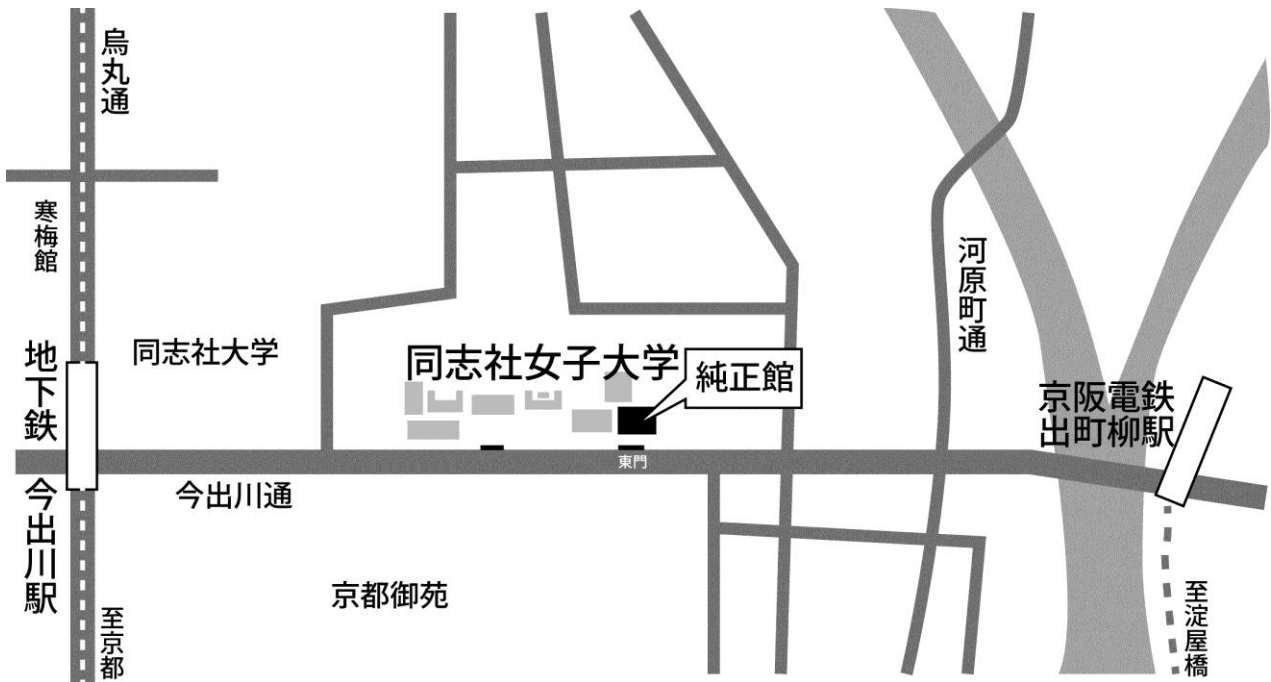 烏丸通
寒梅館
地下鉄
今出川駅
至京都
同志社大学
同志社女子大学
純正館
東門
今出川通
京都御苑
河原町通
京阪電鉄
出町柳駅
至淀屋橋